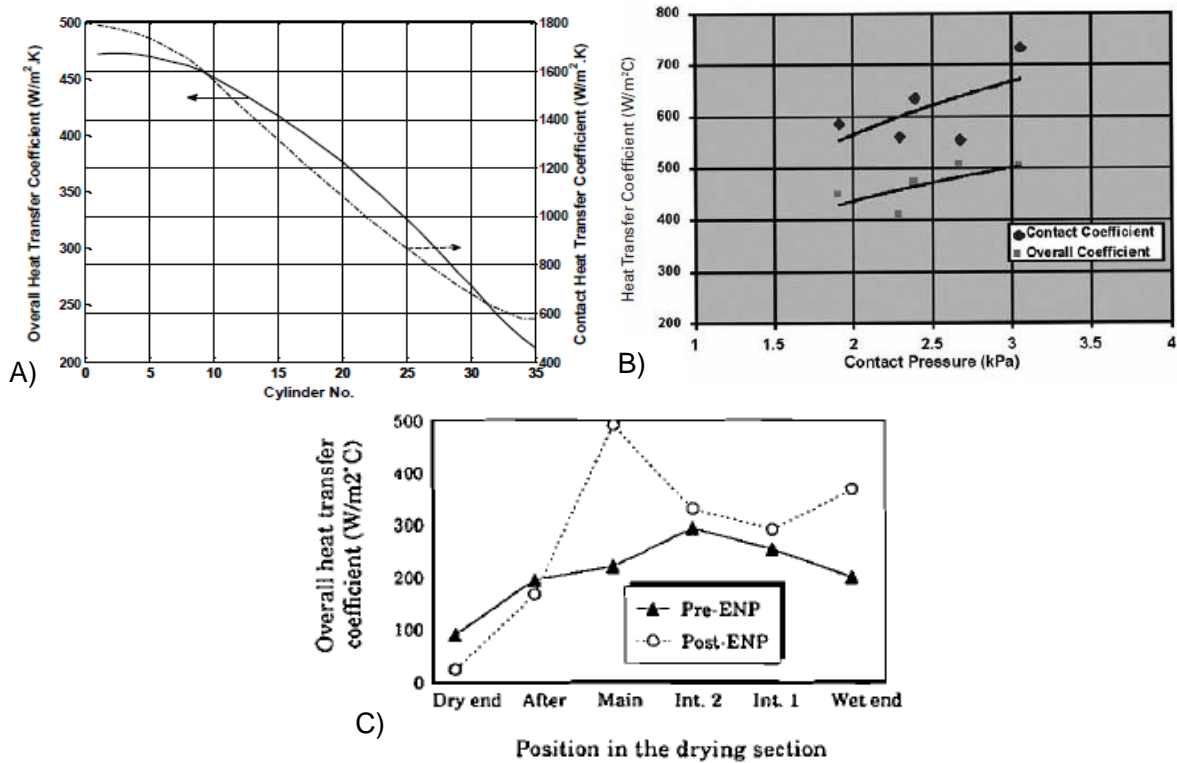 Overall Heat Transfer Coefficient (W/m².K)
500
450
400
350
300
250
200
0
5
10
15
20
25
30
35
Cylinder No.
1800
1600
1400
1200
1000
800
600
400
Contact Heat Transfer Coefficient (W/m².K)
A)
Heat Transfer Coefficient (W/m²C)
800
700
600
500
400
300
200
1
1.5
2
2.5
3
3.5
4
Contact Pressure (kPa)
Contact Coefficient
Overall Coefficient
B)
Overall heat transfer
coefficient (W/m2°C)
500
400
300
200
100
0
Pre-ENP
Post-ENP
Dry end
After
Main
Int. 2
Int. 1
Wet end
C)
Position in the drying section